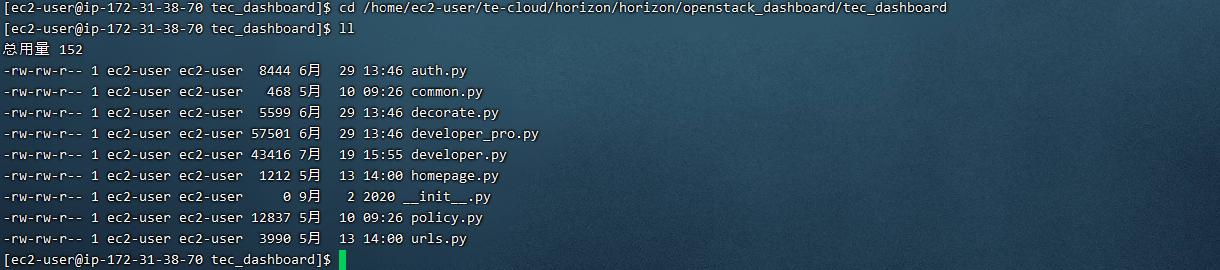 [ec2-user@ip-172-31-38-70 tec_dashboard]$ cd /home/ec2-user/te-cloud/horizon/horizon/openstack_dashboard/tec_dashboard
[ec2-user@ip-172-31-38-70 tec_dashboard]$ ll
总用量 152
-rw-rw-r-- 1 ec2-user ec2-user  8444 6月  29 13:46 auth.py
-rw-rw-r-- 1 ec2-user ec2-user   468 5月  10 09:26 common.py
-rw-rw-r-- 1 ec2-user ec2-user  5599 6月  29 13:46 decorate.py
-rw-rw-r-- 1 ec2-user ec2-user 57501 6月  29 13:46 developer_pro.py
-rw-rw-r-- 1 ec2-user ec2-user 43416 7月  19 15:55 developer.py
-rw-rw-r-- 1 ec2-user ec2-user  1212 5月  13 14:00 homepage.py
-rw-rw-r-- 1 ec2-user ec2-user     0 9月   2 2020 __init__.py
-rw-rw-r-- 1 ec2-user ec2-user 12837 5月  10 09:26 policy.py
-rw-rw-r-- 1 ec2-user ec2-user  3990 5月  13 14:00 urls.py
[ec2-user@ip-172-31-38-70 tec_dashboard]$